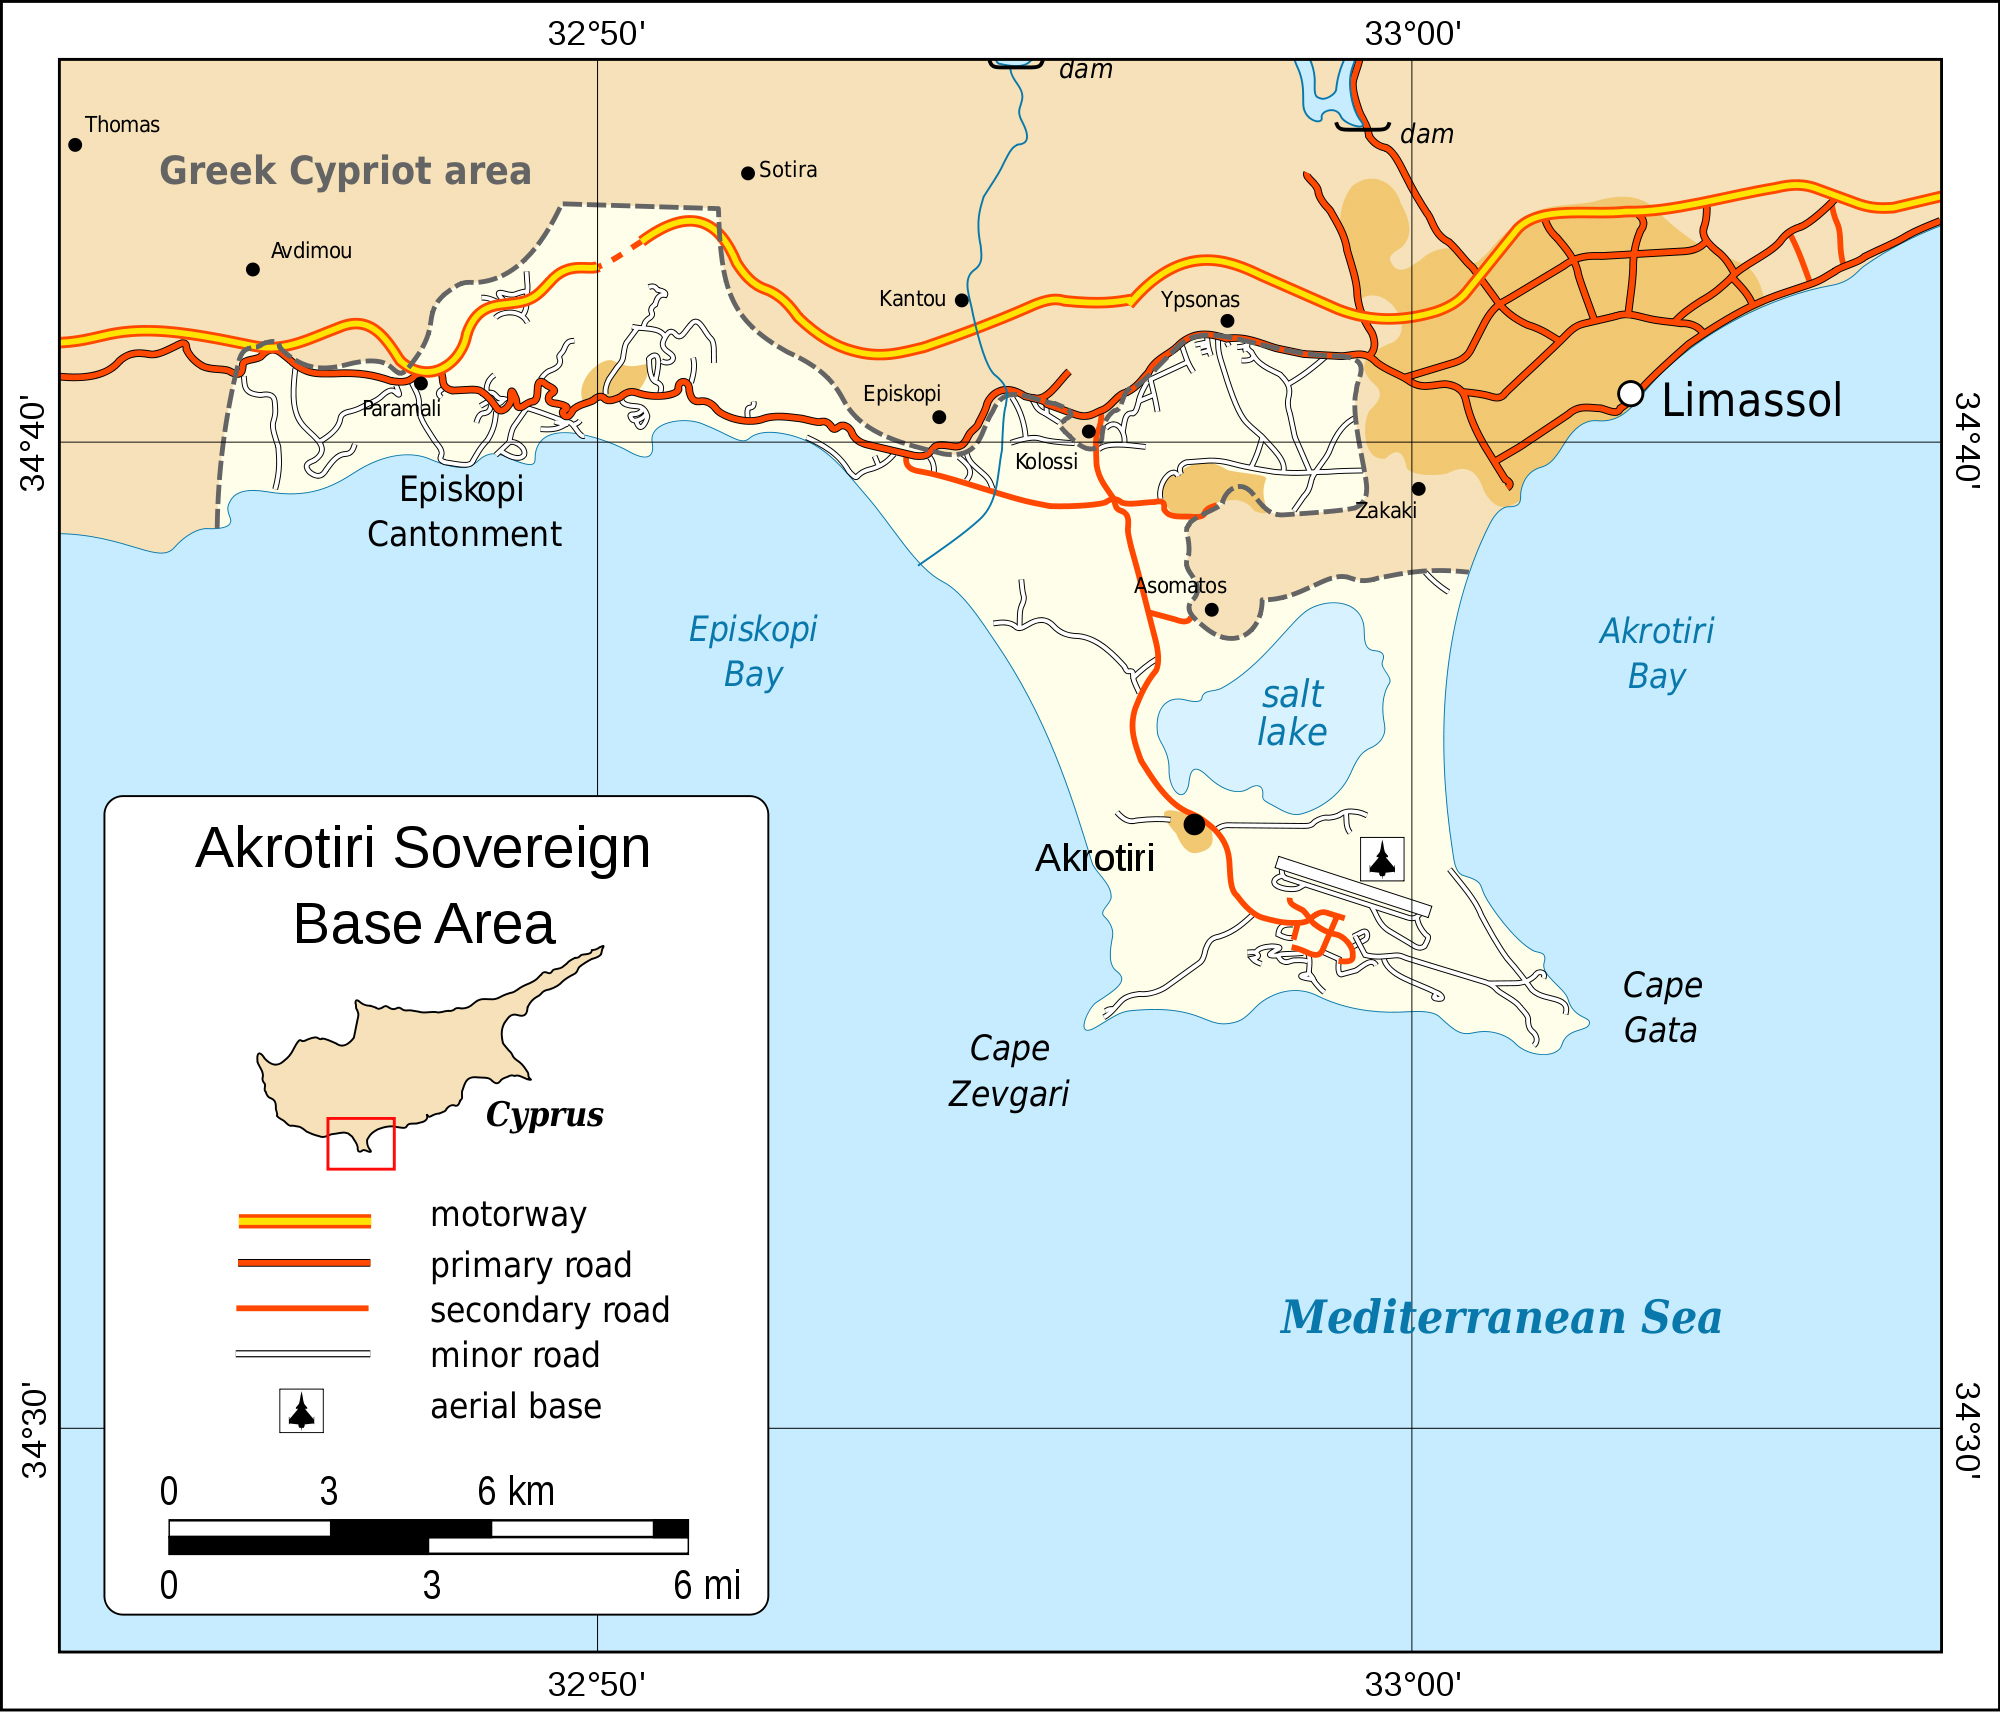 32°50'
33°00'
dam
Thomas
dam
Greek Cypriot area
Sotira
Avdimou
Kantou
Ypsonas
Episkopi
Paramali
Limassol
34°40'
34°40'
Kolossi
Episkopi
Cantonment
Zakaki
Asomatos
Episkopi
Bay
Akrotiri
Bay
salt
lake
Akrotiri
Cape
Gata
Cape
Zevgari
Akrotiri Sovereign
Base Area
Cyprus
motorway
primary road
secondary road
minor road
aerial base
Mediterranean Sea
34°30'
34°30'
0 3 6 km
0 3 6 mi
32°50'
33°00'